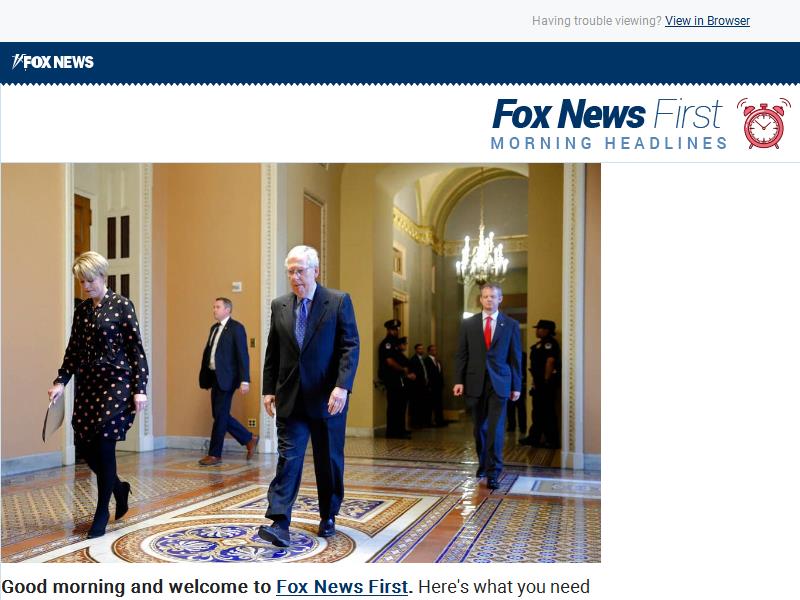 Having trouble viewing? View in Browser
FOX NEWS
Fox News First
MORNING HEADLINES
Good morning and welcome to Fox News First. Here's what you need